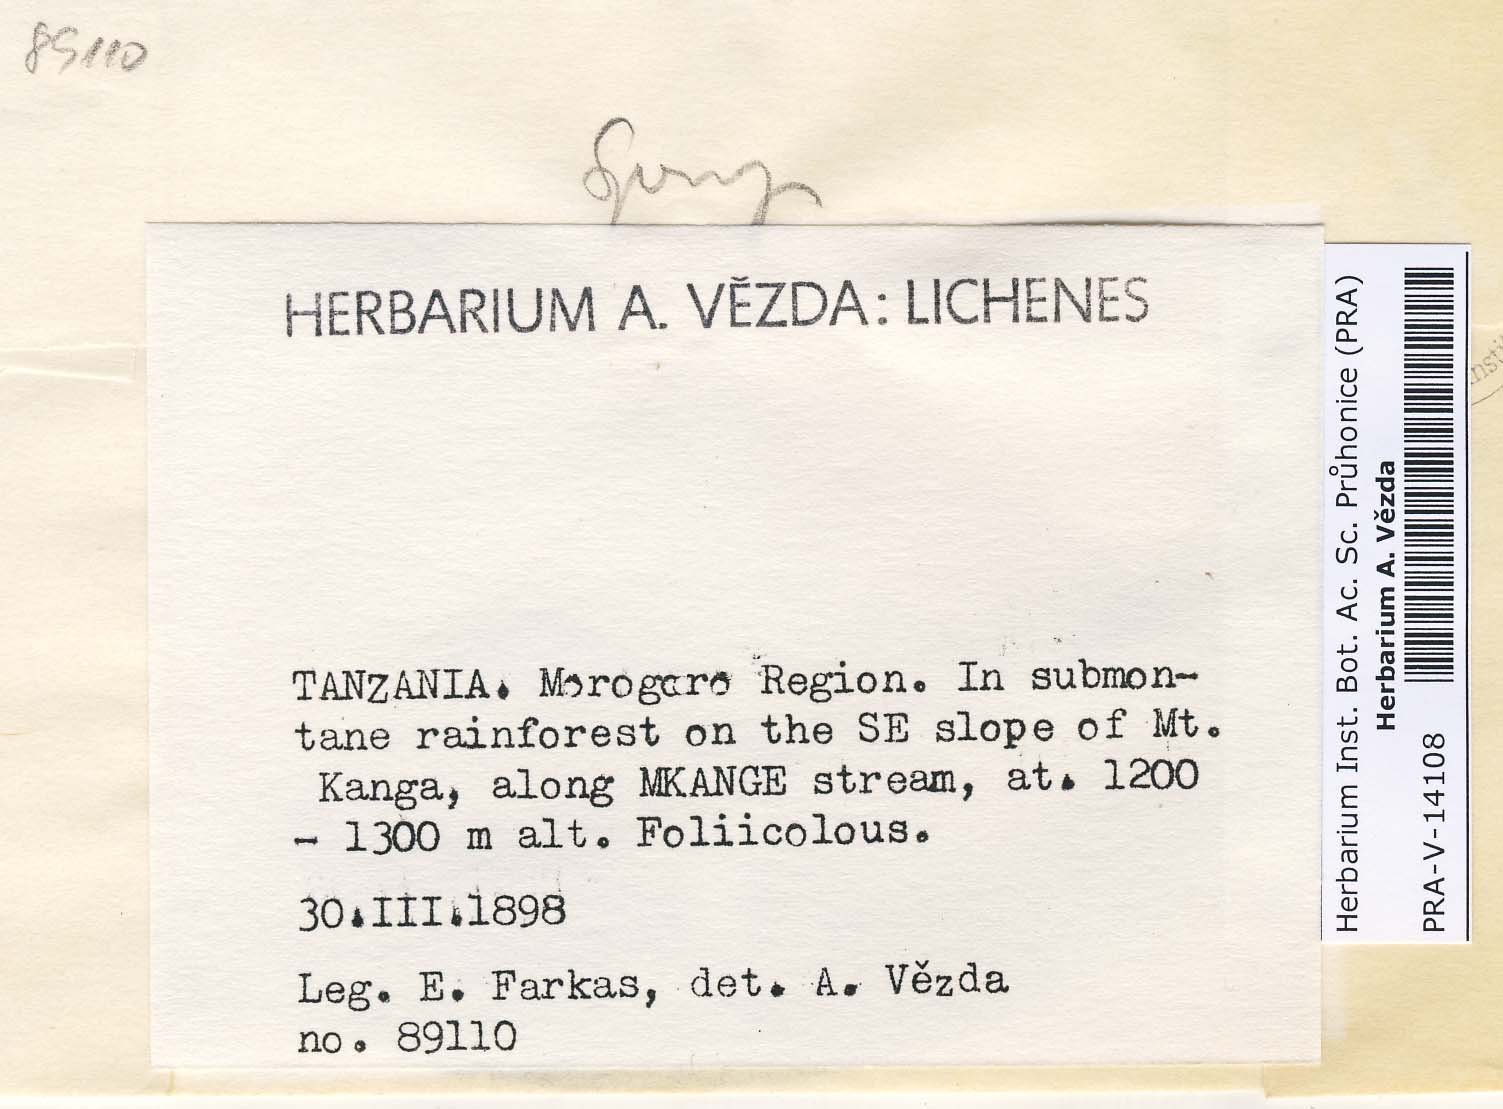 89110
HERBARIUM A. VĚZDA: LICHENES
TANZANIA. Morogoro Region. In submon-
tane rainforest on the SE slope of Mt.
Kanga, along MKANGE stream, at. 1200
- 1300 m alt. Foliicolous.
30.III.1898
Leg. E. Farkas, det. A. Vězda
no. 89110
Herbarium Inst. Bot. Ac. Sc. Průhonice (PRA)
Herbarium A. Vězda
PRA-V-14108